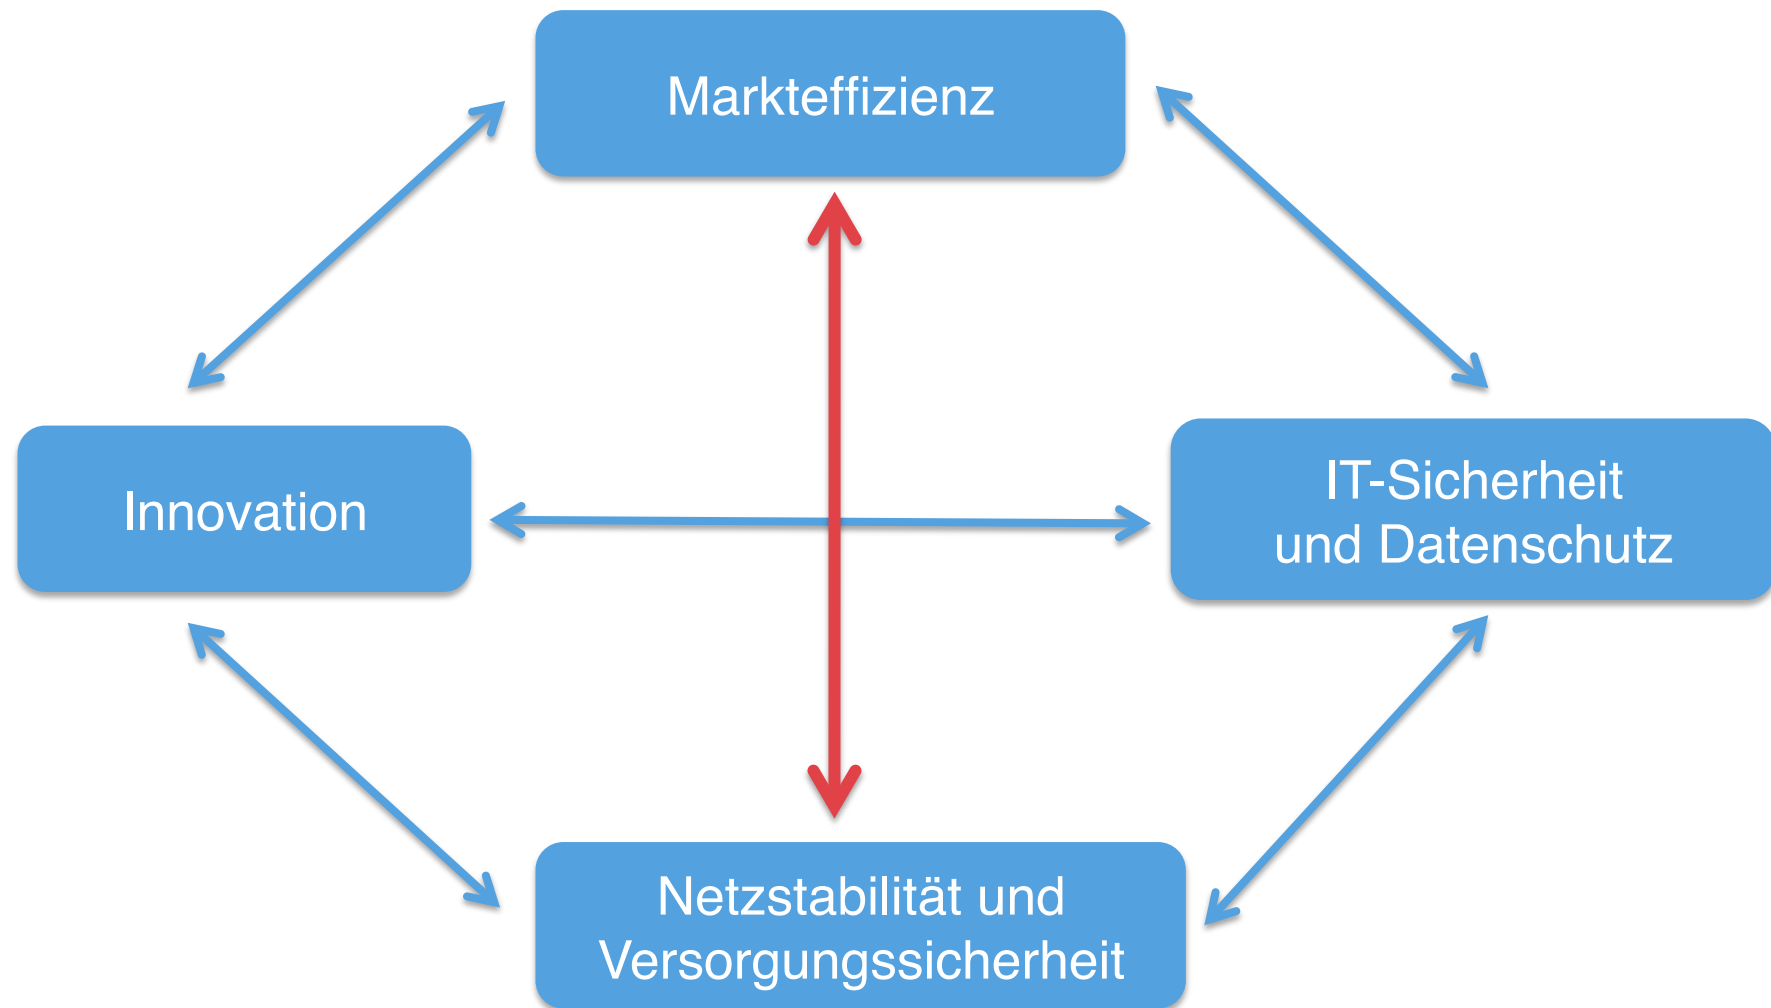 Markteffizienz
Innovation
IT-Sicherheit
und Datenschutz
Netzstabilität und
Versorgungssicherheit